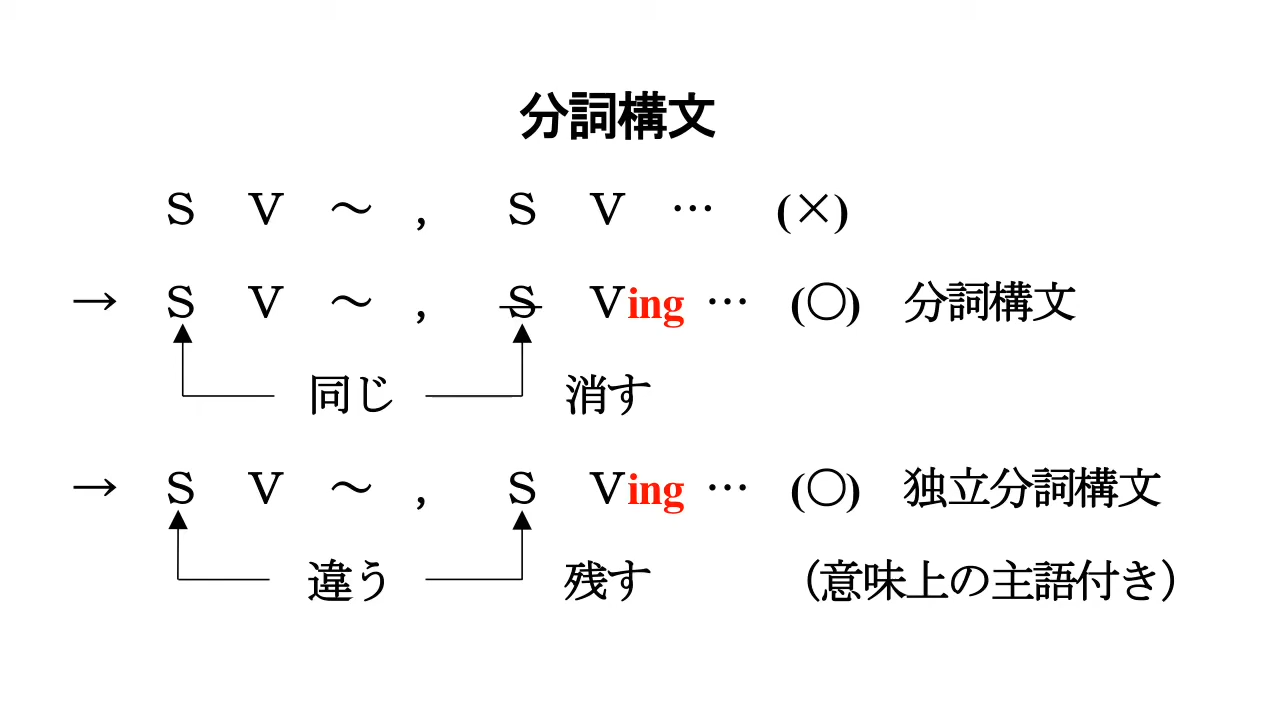 分詞構文
S V ～ , S V … (×)
→ S V ～ , S Ving … (○) 分詞構文
同じ 消す
→ S V ～ , S Ving … (○) 独立分詞構文
違う 残す (意味上の主語付き)